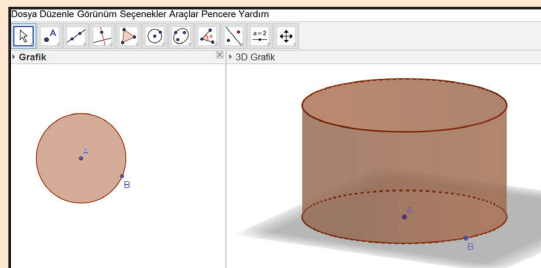 Dosya Düzenle Görünüm Seçenekler Araçlar Pencere Yardım
A
a=2
Grafik
3D Grafik
A
B
A
B